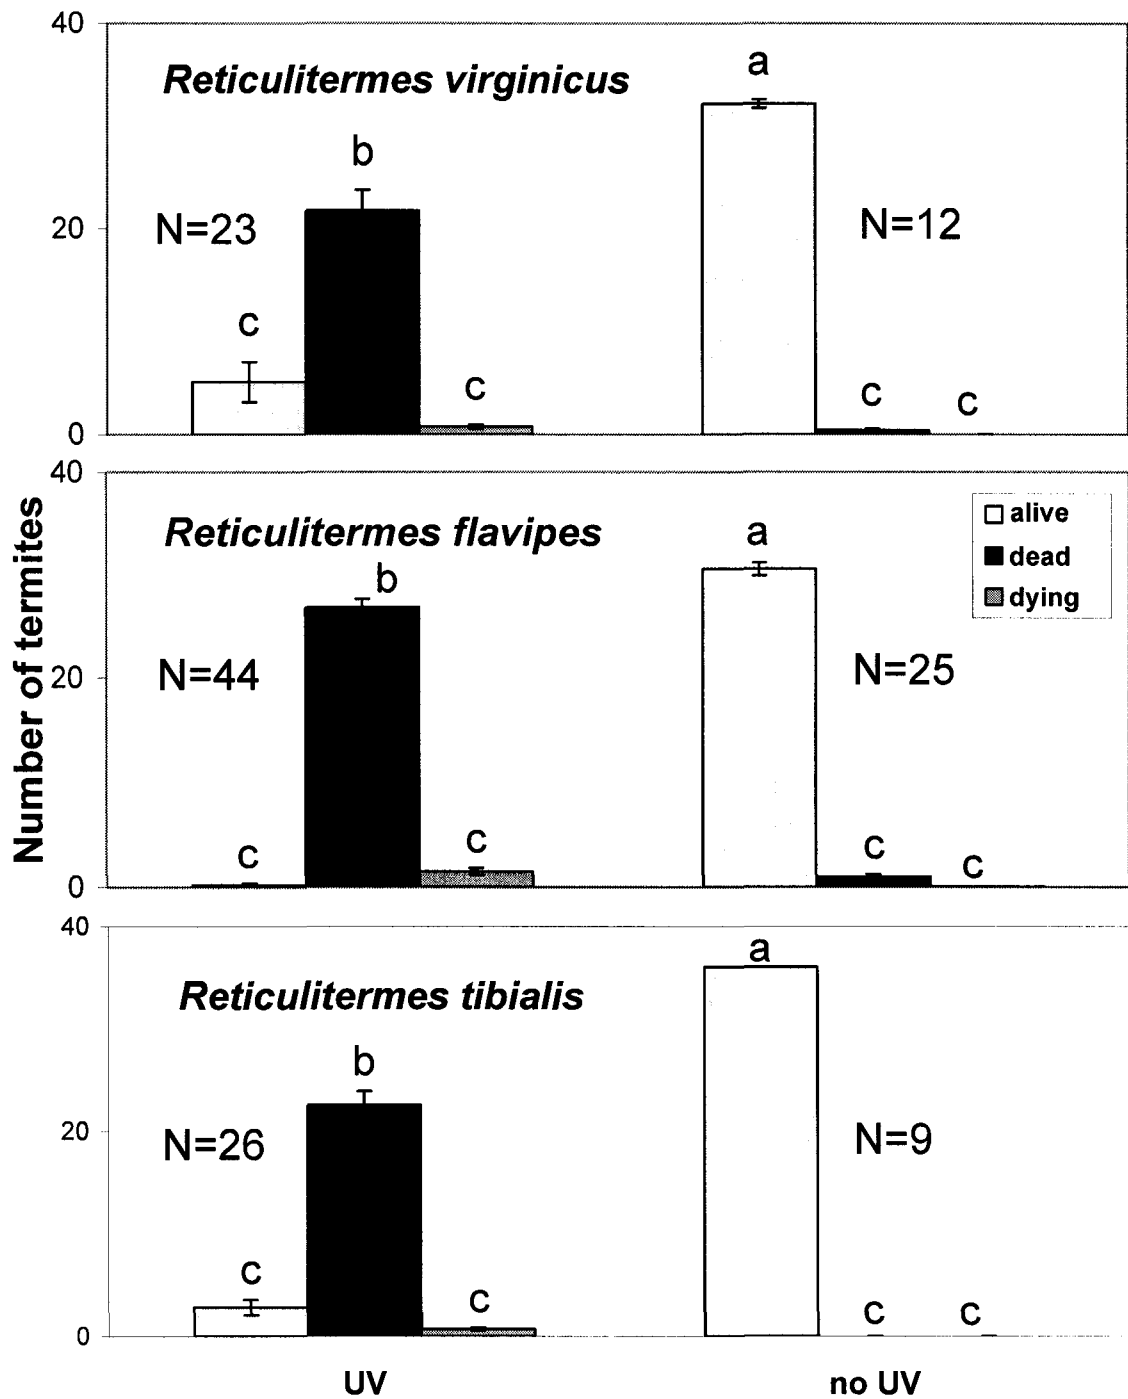 Number of termites
40
20
0
Reticulitermes virginicus
N=23
c
b
c
a
N=12
c
c
40
20
0
Reticulitermes flavipes
N=44
c
b
c
a
N=25
c
c
alive
dead
dying
40
20
0
Reticulitermes tibialis
N=26
c
b
c
a
N=9
c
c
UV
no UV